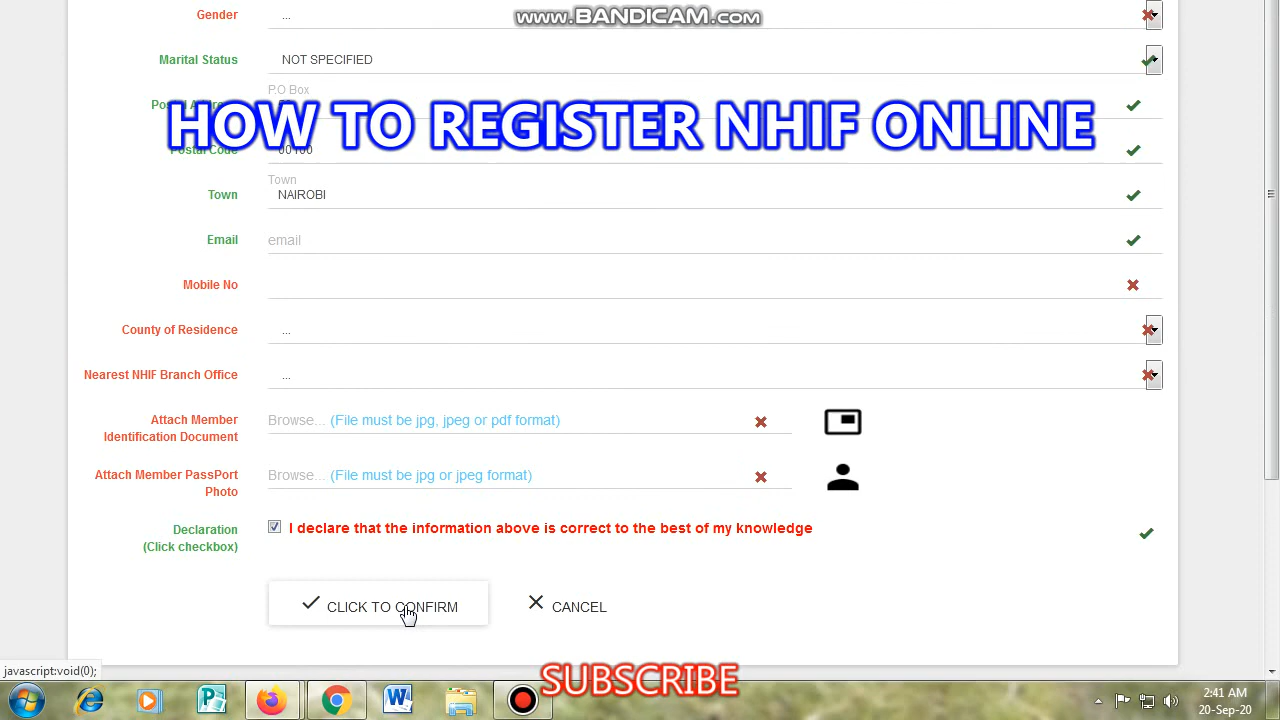 www.BANDICAM.com
Gender ...
Marital Status NOT SPECIFIED
P.O Box
HOW TO REGISTER NHIF ONLINE
Postal Code 00100
Town
Town NAIROBI
Email email
Mobile No
County of Residence ...
Nearest NHIF Branch Office ...
Attach Member Browse... (File must be jpg, jpeg or pdf format)
Identification Document
Attach Member PassPort Browse... (File must be jpg or jpeg format)
Photo
Declaration I declare that the information above is correct to the best of my knowledge
(Click checkbox)
CLICK TO CONFIRM CANCEL
javascript:void(0);
SUBSCRIBE
2:41 AM
20-Sep-20